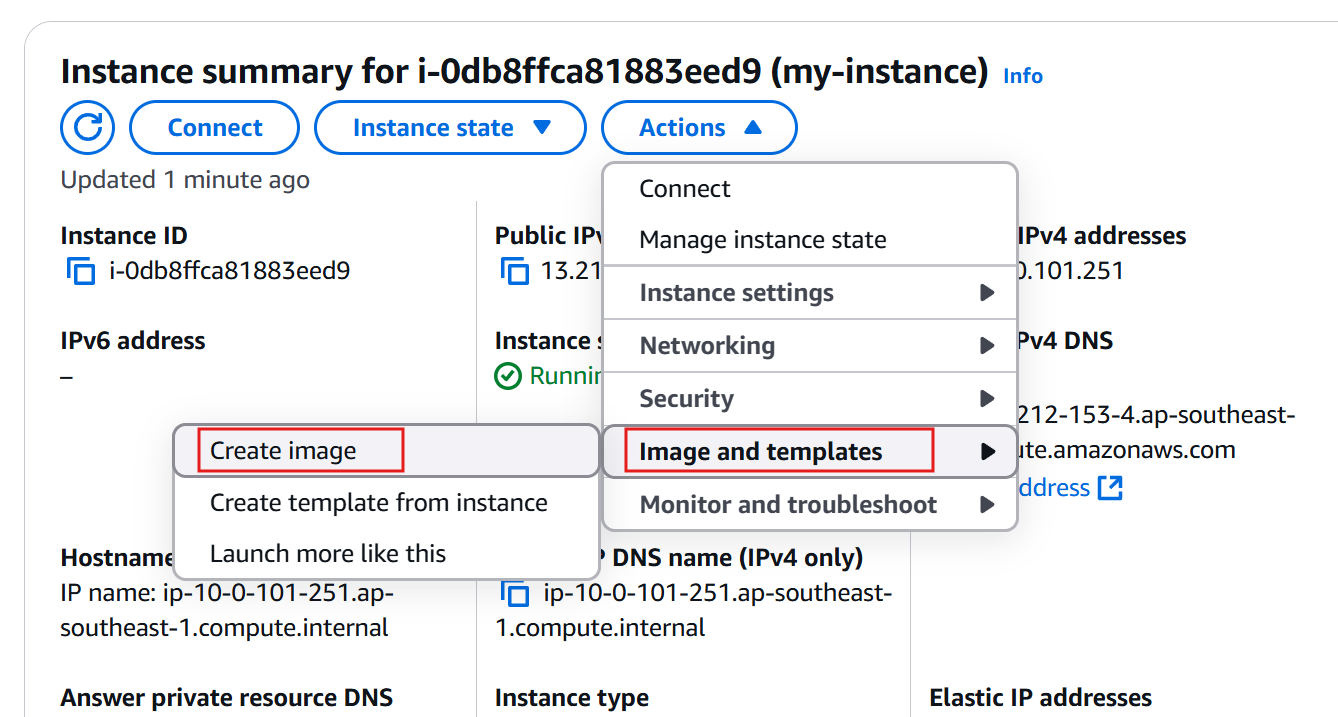 Instance summary for i-0db8ffca81883eed9 (my-instance) Info
Connect Instance state Actions
Updated 1 minute ago
Connect
Manage instance state
Instance settings
Networking
Security
Image and templates
Monitor and troubleshoot
Create image
Create template from instance
Launch more like this
Instance ID
i-0db8ffca81883eed9
Public
13.21
IPv4 addresses
0.101.251
IPv6 address
–
Instance
Runnin
IPv4 DNS
212-153-4.ap-southeast-
amazonaws.com
address
Hostname
IP name: ip-10-0-101-251.ap-
southeast-1.compute.internal
DNS name (IPv4 only)
ip-10-0-101-251.ap-southeast-
1.compute.internal
Answer private resource DNS
Instance type
Elastic IP addresses